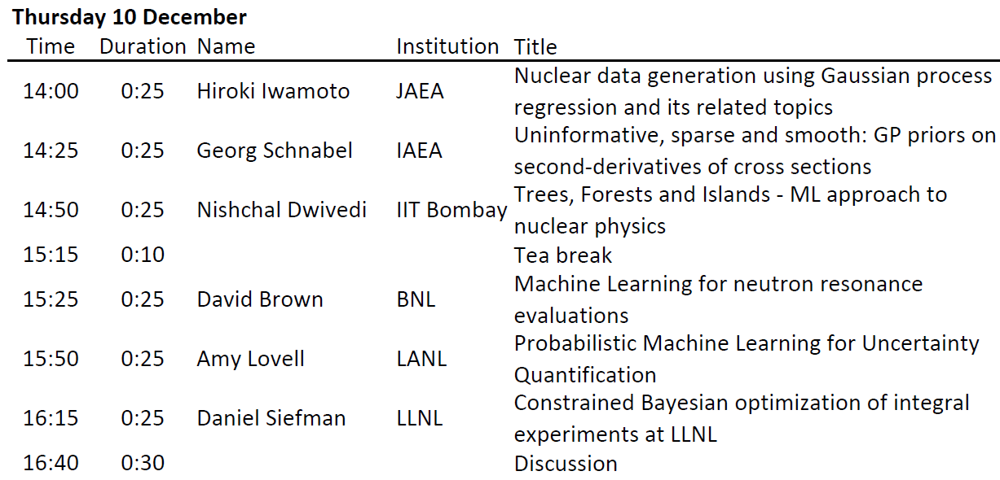 Thursday 10 December
Time Duration Name Institution Title
14:00 0:25 Hiroki Iwamoto JAEA Nuclear data generation using Gaussian process
regression and its related topics
14:25 0:25 Georg Schnabel IAEA Uninformative, sparse and smooth: GP priors on
second-derivatives of cross sections
14:50 0:25 Nishchal Dwivedi IIT Bombay Trees, Forests and Islands - ML approach to
nuclear physics
15:15 0:10 Tea break
15:25 0:25 David Brown BNL Machine Learning for neutron resonance
evaluations
15:50 0:25 Amy Lovell LANL Probabilistic Machine Learning for Uncertainty
Quantification
16:15 0:25 Daniel Siefman LLNL Constrained Bayesian optimization of integral
experiments at LLNL
16:40 0:30 Discussion